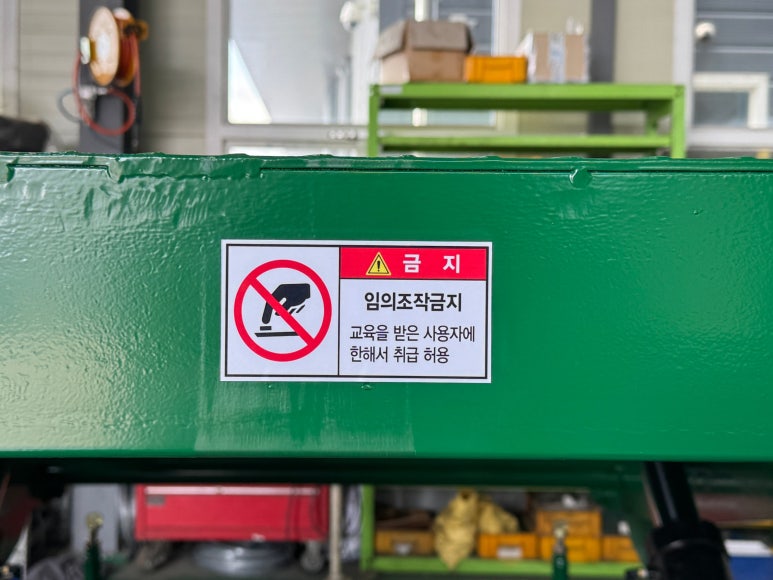 금 지
임의조작금지
교육을 받은 사용자에
한해서 취급 허용